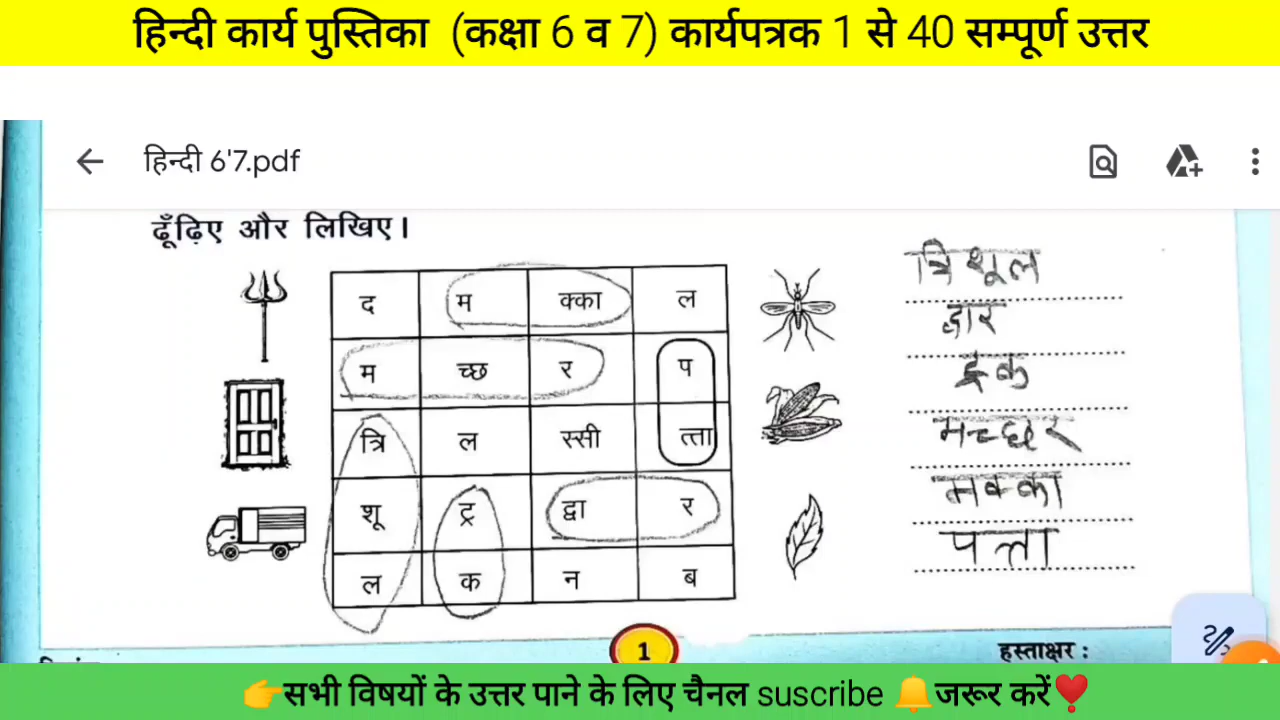 हिन्दी कार्य पुस्तिका (कक्षा 6 व 7) कार्यपत्रक 1 से 40 सम्पूर्ण उत्तर
हिन्दी 6'7.pdf
ढूँढ़िए और लिखिए।
द म क्का ल
म च्छ र प
त्रि ल स्सी त्ता
शू ट्र द्वा र
ल क न ब
त्रिशूल
द्वार
ट्रक
मच्छर
मक्का
पत्ता
1
हस्ताक्षर :
👉सभी विषयों के उत्तर पाने के लिए चैनल suscribe 🔔जरूर करें❣️